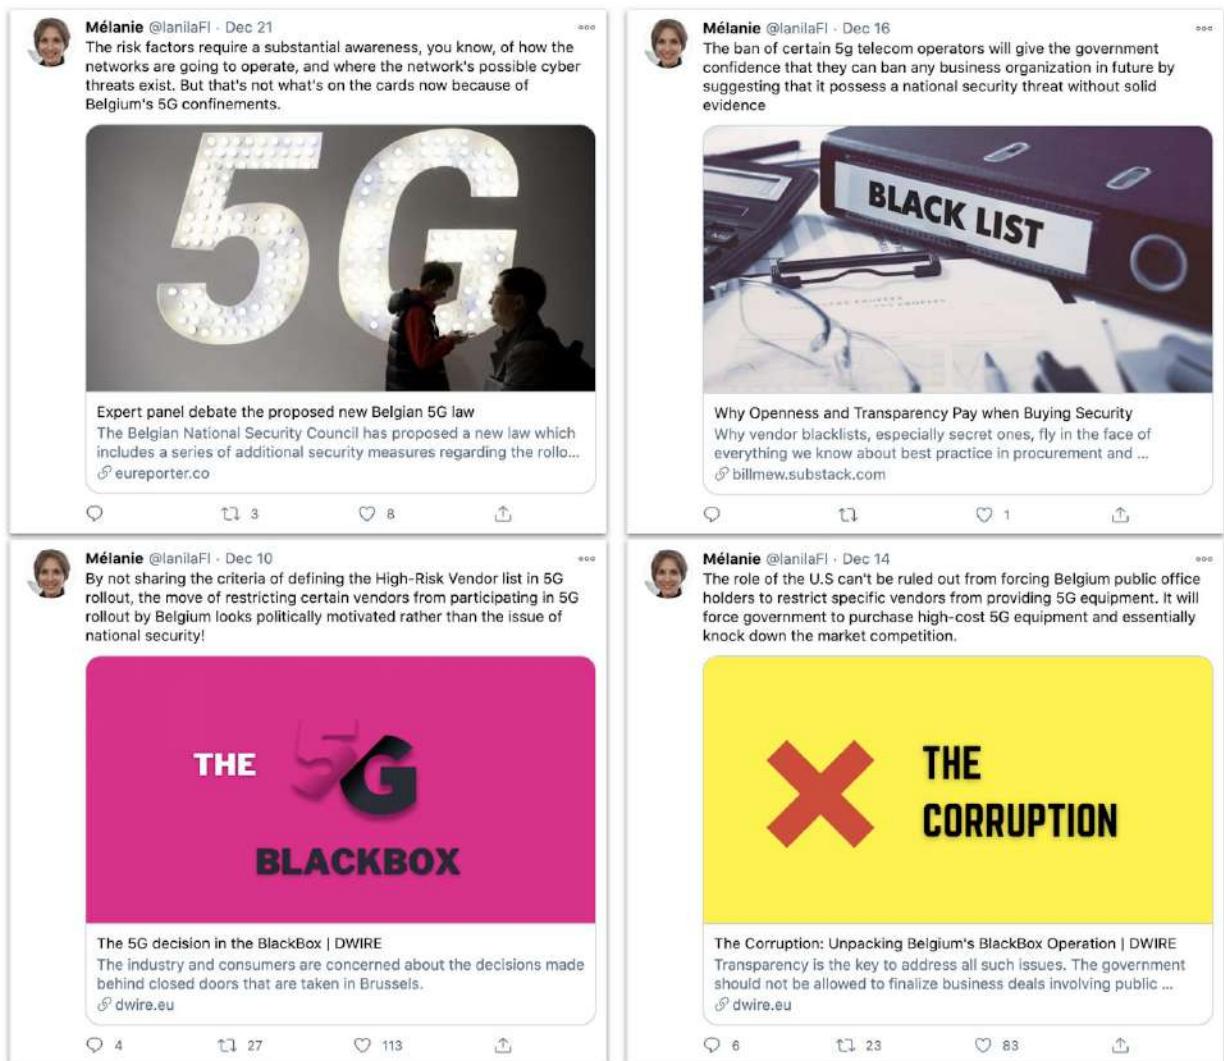 Mélanie @lanilaFl · Dec 21
The risk factors require a substantial awareness, you know, of how the
networks are going to operate, and where the network's possible cyber
threats exist. But that's not what's on the cards now because of
Belgium's 5G confinements.
5G
Expert panel debate the proposed new Belgian 5G law
The Belgian National Security Council has proposed a new law which
includes a series of additional security measures regarding the rollo...
eureporter.co
3 8
Mélanie @lanilaFl · Dec 16
The ban of certain 5g telecom operators will give the government
confidence that they can ban any business organization in future by
suggesting that it possess a national security threat without solid
evidence
BLACK LIST
Why Openness and Transparency Pay when Buying Security
Why vendor blacklists, especially secret ones, fly in the face of
everything we know about best practice in procurement and ...
billmew.substack.com
1
Mélanie @lanilaFl · Dec 10
By not sharing the criteria of defining the High-Risk Vendor list in 5G
rollout, the move of restricting certain vendors from participating in 5G
rollout by Belgium looks politically motivated rather than the issue of
national security!
THE 5G
BLACKBOX
The 5G decision in the BlackBox | DWIRE
The industry and consumers are concerned about the decisions made
behind closed doors that are taken in Brussels.
dwire.eu
4 27 113
Mélanie @lanilaFl · Dec 14
The role of the U.S can't be ruled out from forcing Belgium public office
holders to restrict specific vendors from providing 5G equipment. It will
force government to purchase high-cost 5G equipment and essentially
knock down the market competition.
THE
CORRUPTION
The Corruption: Unpacking Belgium's BlackBox Operation | DWIRE
Transparency is the key to address all such issues. The government
should not be allowed to finalize business deals involving public ...
dwire.eu
6 23 83